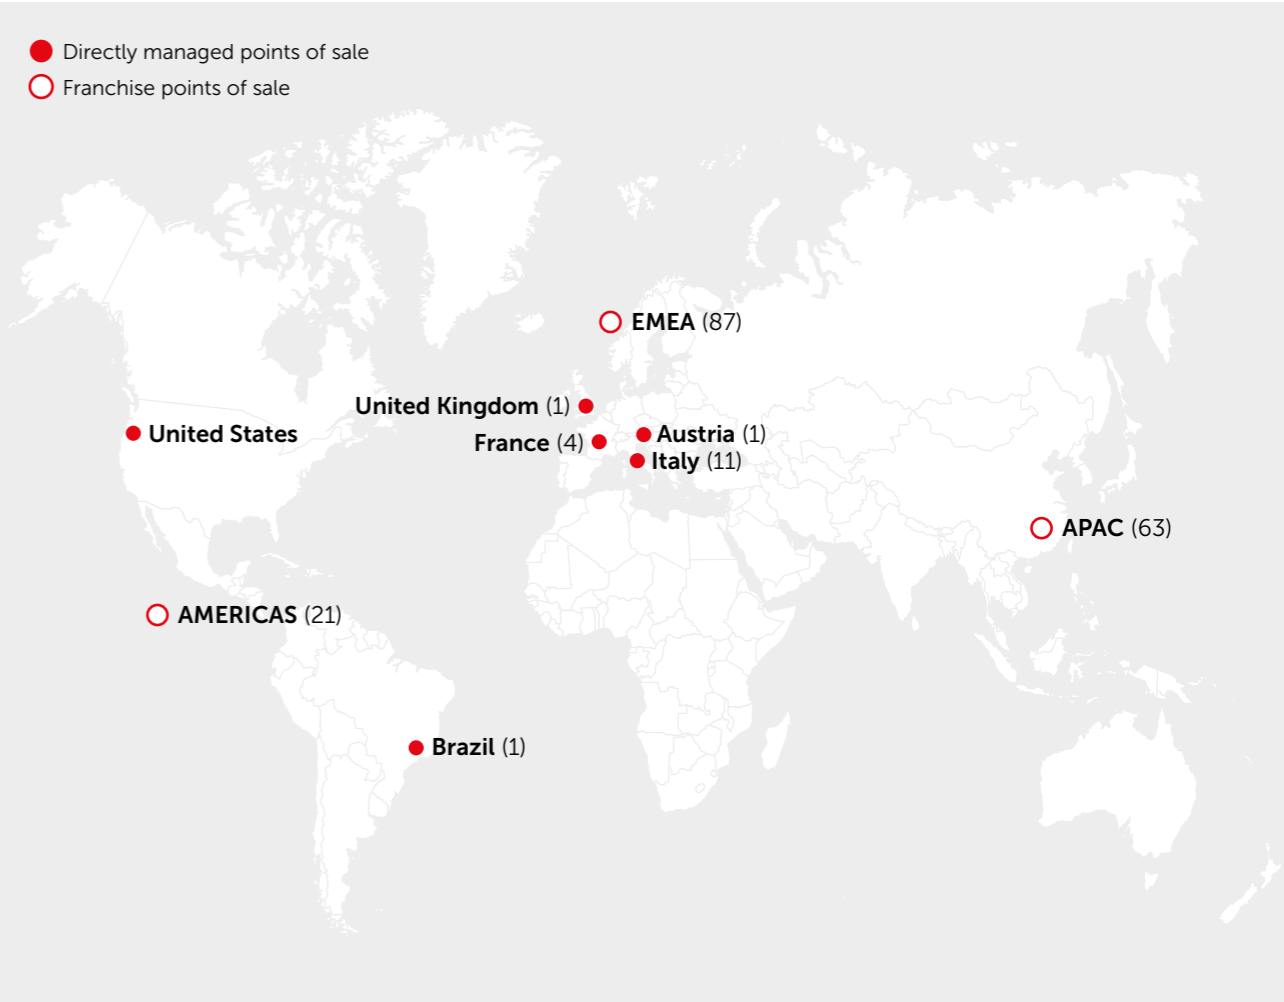 Directly managed points of sale
Franchise points of sale
EMEA (87)
United Kingdom (1)
United States
Austria (1)
France (4)
Italy (11)
APAC (63)
AMERICAS (21)
Brazil (1)